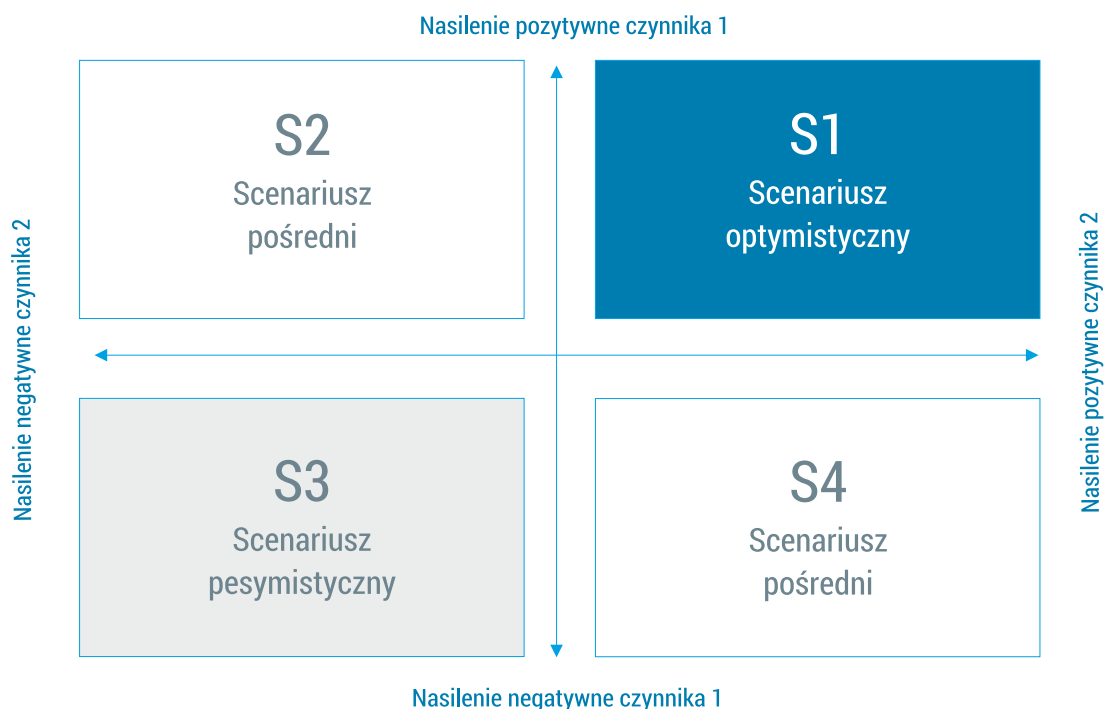 Nasilenie pozytywne czynnika 1
S2
Scenariusz
pośredni
S1
Scenariusz
optymistyczny
Nasilenie negatywne czynnika 2
Nasilenie pozytywne czynnika 2
S3
Scenariusz
pesymistyczny
S4
Scenariusz
pośredni
Nasilenie negatywne czynnika 1